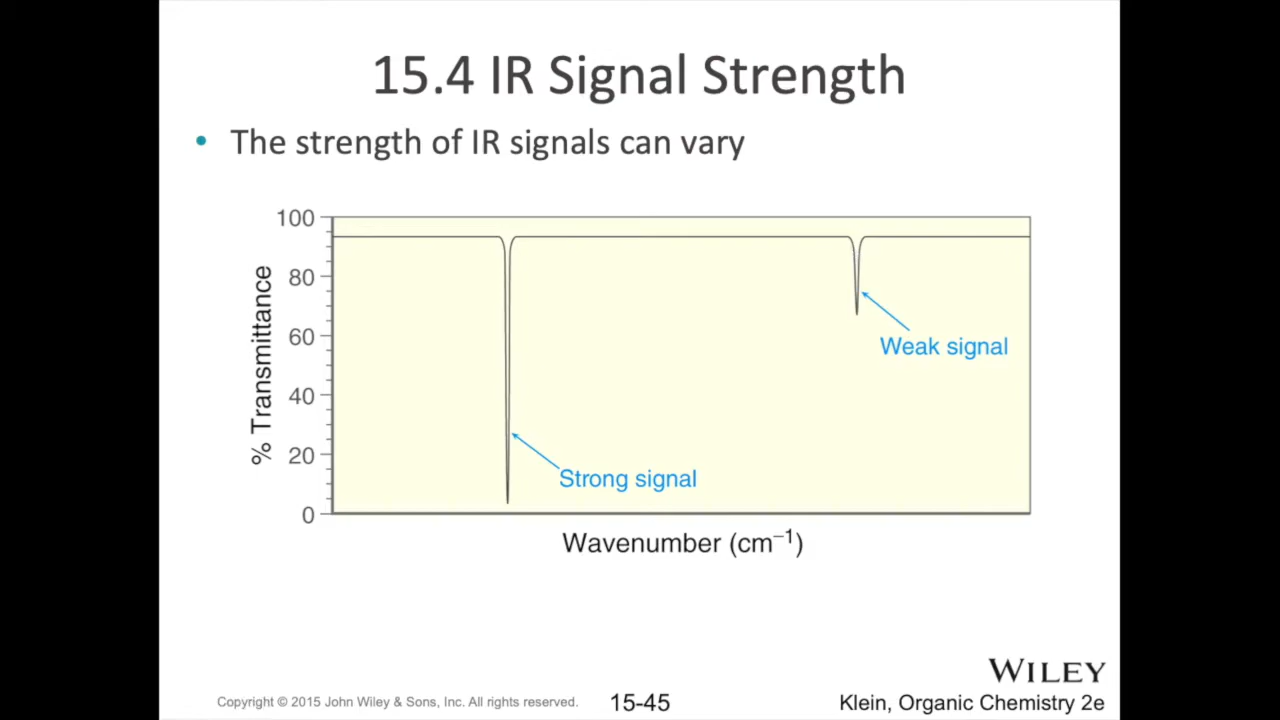 15.4 IR Signal Strength
• The strength of IR signals can vary
100
80
60
40
20
0
% Transmittance
Weak signal
Strong signal
Wavenumber (cm⁻¹)
WILEY
Copyright © 2015 John Wiley & Sons, Inc. All rights reserved.
15-45
Klein, Organic Chemistry 2e